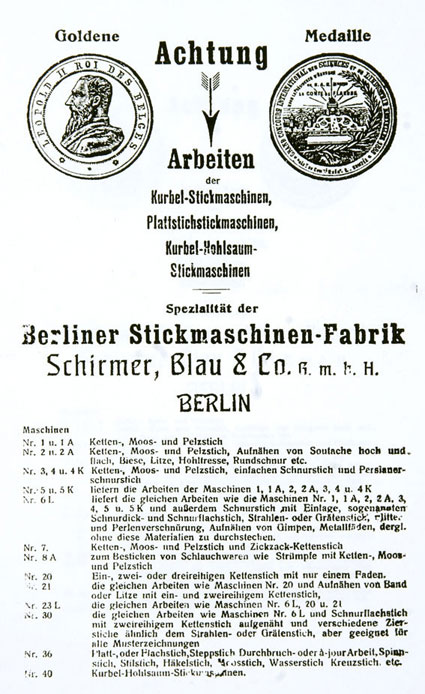 Goldene
Medaille
Achtung
LEOPOLD II ROI DES BELGES
Arbeiten
der
Kurbel-Stickmaschinen,
Plattstichstickmaschinen,
Kurbel-Hohlsaum-
Stickmaschinen
Spezialität der
Berliner Stickmaschinen-Fabrik
Schirmer, Blau & Co. G. m. b. H.
BERLIN
Maschinen
Nr. 1 u. 1 A Ketten-, Moos- und Pelzstich
Nr. 2 u. 2 A Ketten-, Moos- und Pelzstich, Aufnähen von Soutache hoch und
flach, Biese, Litze, Hohltresse, Rundschnur etc.
Nr. 3, 4 u. 4 K Ketten-, Moos- und Pelzstich, einfachen Schnurstich und Persianer-
schnurstich
Nr. 5 u. 5 K liefern die Arbeiten der Maschinen 1, 1 A, 2, 2 A, 3, 4 u. 4 K
Nr. 6 L liefert die gleichen Arbeiten wie die Maschinen Nr. 1, 1 A, 2, 2 A, 3,
4, 5 u. 5 K und außerdem Schnurstich mit Einlage, sogenannten
Schnurdick- und Schnurflachstich, Strahlen- oder Grätenstich, Flitter-
und Perlenverschnürung, Aufnähen von Gimpen, Metallfäden, dergl.
ohne diese Materialien zu durchstechen.
Nr. 7. Ketten-, Moos- und Pelzstich und Zickzack-Kettenstich
Nr. 8 A zum Besticken von Schlauchwaren wie Strümpfe mit Ketten-, Moos-
und Pelzstich
Nr. 20 Ein-, zwei- oder dreireihigen Kettenstich mit nur einem Faden.
Nr. 21 die gleichen Arbeiten wie Maschinen Nr. 20 und Aufnähen von Band
oder Litze mit ein- und zweireihigem Kettenstich,
Nr. 23 L die gleichen Arbeiten wie Maschinen Nr. 6 L, 20 u. 21
Nr. 30 die gleichen Arbeiten wie Maschinen Nr. 6 L und Schnurflachstich
mit zweireihigem Kettenstich aufgenäht und verschiedene Zier-
stiche ähnlich dem Strahlen- oder Grätenstich, aber geeignet für
alle Musterzeichnungen
Nr. 36 Platt- oder Flachstich, Steppstich Durchbruch- oder à-jour Arbeit, Spinn-
stich, Stilstich, Häkelstich, Moosstich, Wasserstich Kreuzstich. etc.
Nr. 40 Kurbel-Hohlsaum-Stickmaschinen.